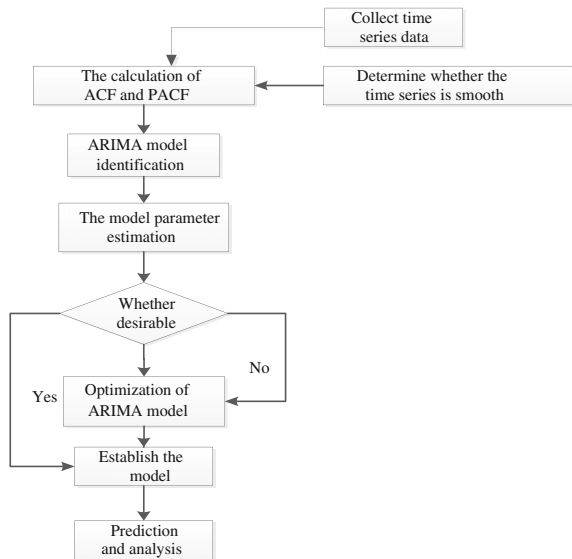 Collect time
series data
The calculation of
ACF and PACF
Determine whether the
time series is smooth
ARIMA model
identification
The model parameter
estimation
Whether
desirable
No
Yes
Optimization of
ARIMA model
Establish the
model
Prediction
and analysis